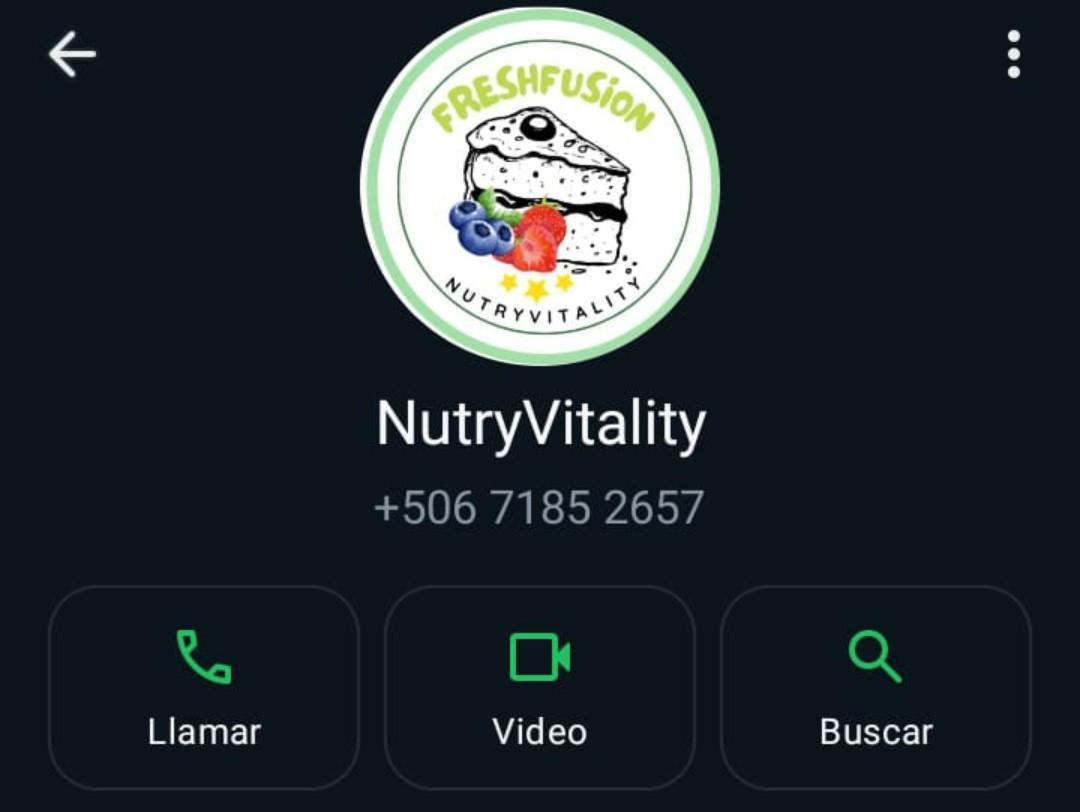 FRESHFUSiON
NUTRYVITALITY
NutryVitality
+506 7185 2657
Llamar
Video
Buscar